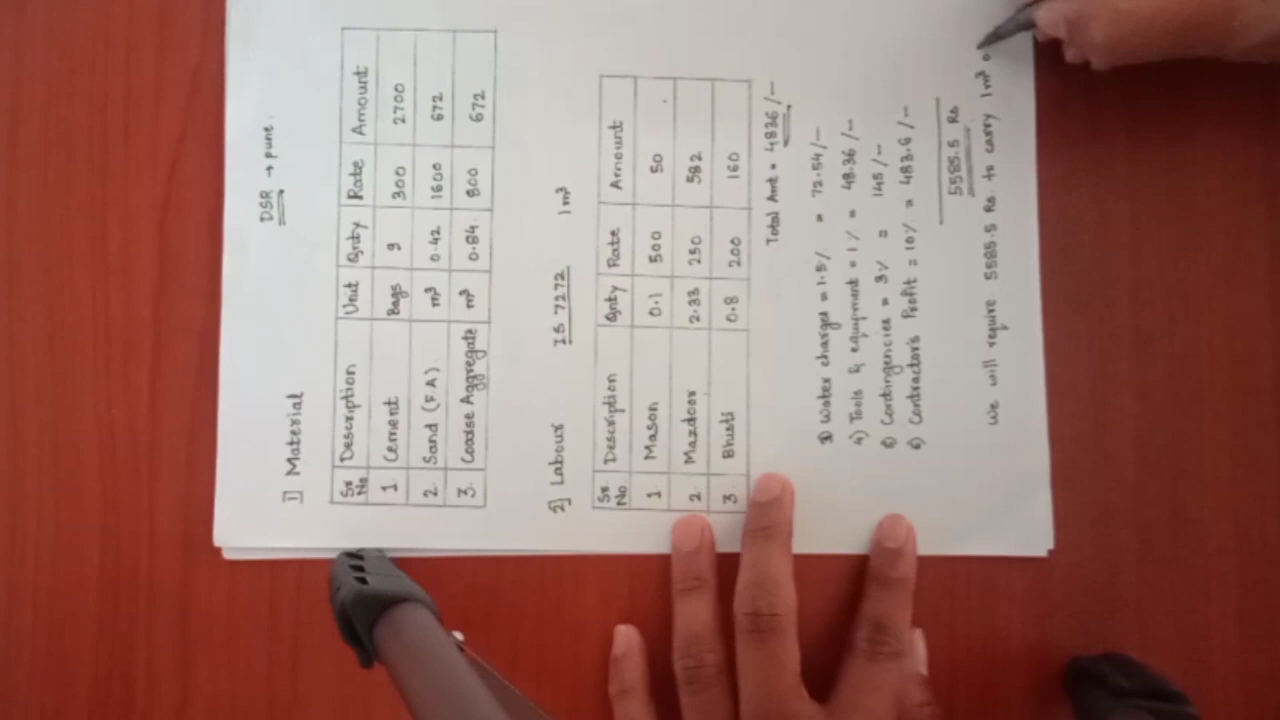 DSR → pune.
1] Material
Sr No Description Unit Qnty Rate Amount
1 Cement Bags 9 300 2700
2. Sand (FA) m³ 0.42 1600 672
3. Coarse Aggregate m³ 0.84 800 672
2] Labour IS 7272 1m³
Sr. No Description Qnty Rate Amount
1 Mason 0.1 500 50
2. Mazdoor 2.33 250 582
3 Bhisti 0.8 200 160
Total Amt = 4836/-
3) Water charges = 1.5% = 72.54/-
4) Tools & equipment = 1% = 48.36/-
5) Contingencies = 3% = 145/-
6) Contractor's Profit = 10% = 483.6/-
5585.5 Rs
We will require 5585.5 Rs to carry 1m³ o